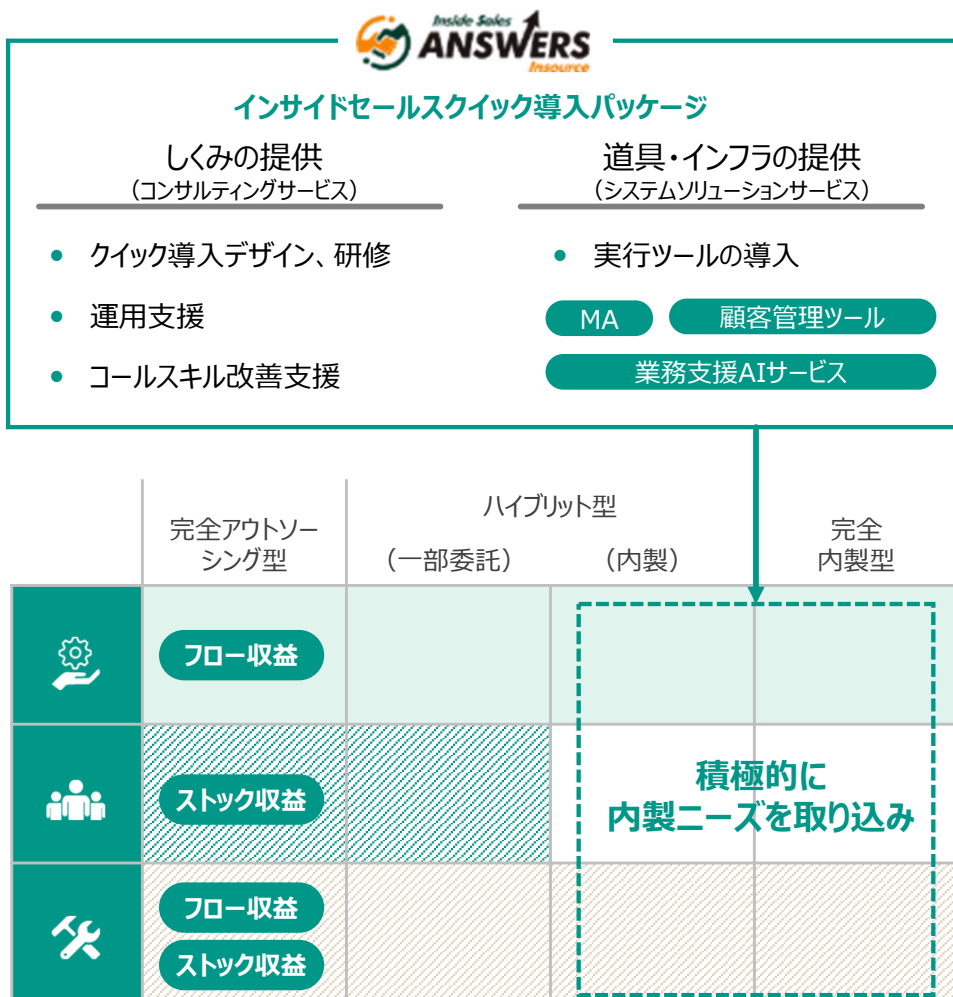 Inside Sales
ANSWERS
Insource
インサイドセールスクイック導入パッケージ
しくみの提供
（コンサルティングサービス）
• クイック導入デザイン、研修
• 運用支援
• コールスキル改善支援
道具・インフラの提供
（システムソリューションサービス）
• 実行ツールの導入
MA
顧客管理ツール
業務支援AIサービス
完全アウトソー
シング型
ハイブリット型
（一部委託）
（内製）
完全
内製型
フロー収益
ストック収益
積極的に
内製ニーズを取り込み
フロー収益
ストック収益